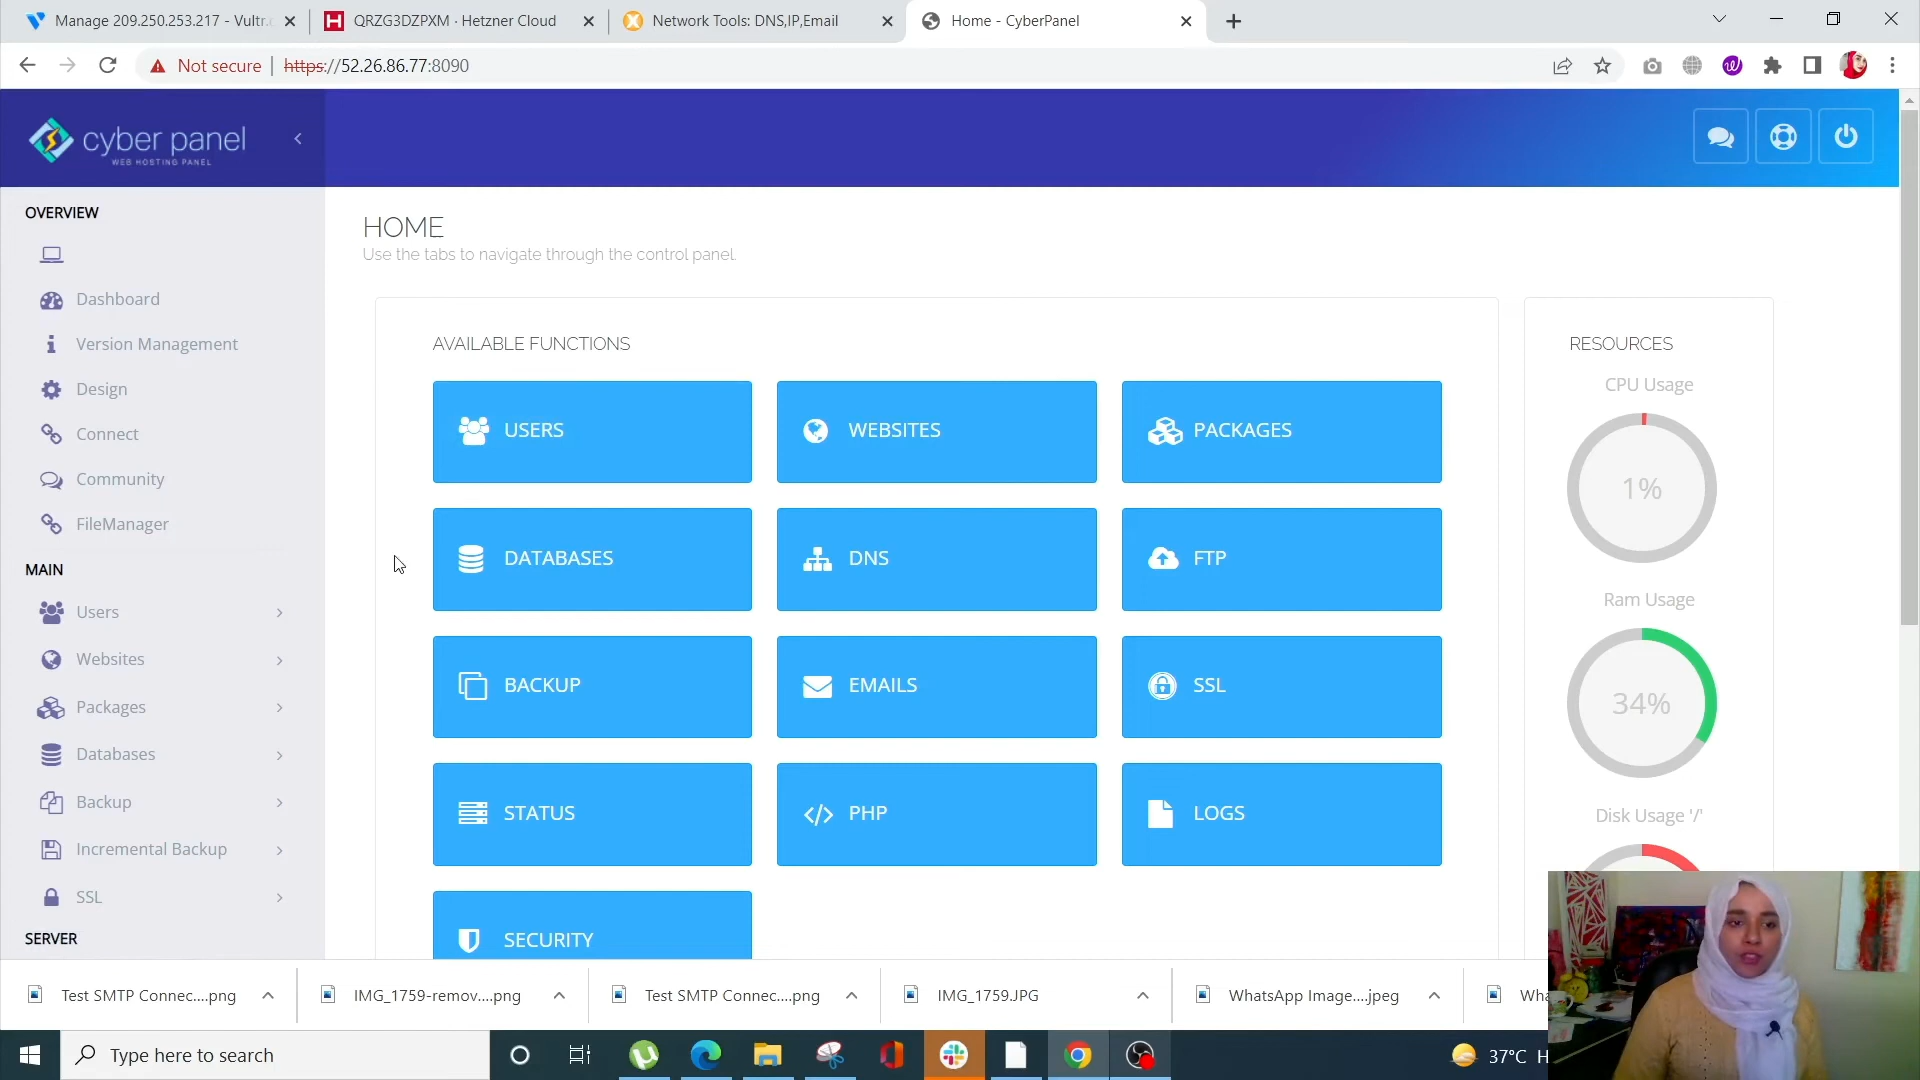 Manage 209.250.253.217 - Vultr.c
QRZG3DZPXM · Hetzner Cloud
Network Tools: DNS,IP,Email
Home - CyberPanel
Not secure
https://52.26.86.77:8090
cyber panel
WEB HOSTING PANEL
OVERVIEW
Dashboard
Version Management
Design
Connect
Community
FileManager
MAIN
Users
Websites
Packages
Databases
Backup
Incremental Backup
SSL
SERVER
HOME
Use the tabs to navigate through the control panel.
AVAILABLE FUNCTIONS
USERS
WEBSITES
PACKAGES
DATABASES
DNS
FTP
BACKUP
EMAILS
SSL
STATUS
PHP
LOGS
SECURITY
RESOURCES
CPU Usage
1%
Ram Usage
34%
Disk Usage '/'
Test SMTP Connec....png
IMG_1759-remov....png
Test SMTP Connec....png
IMG_1759.JPG
WhatsApp Image....jpeg
Wha
Type here to search
37°C H